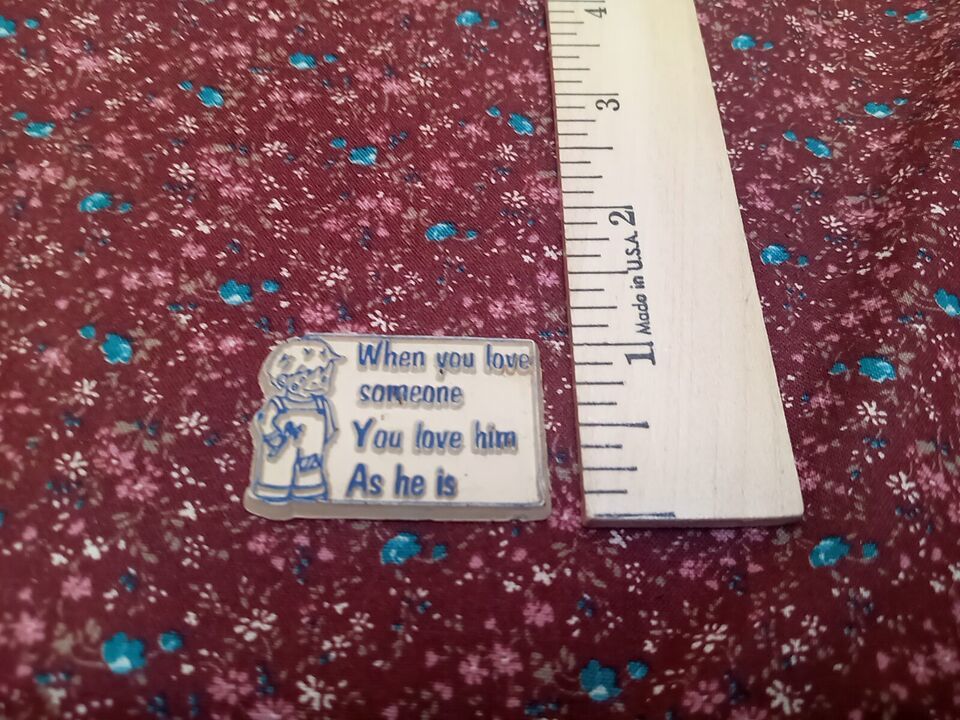 When you love
someone
You love him
As he is
1
2
3
4
Made in U.S.A.